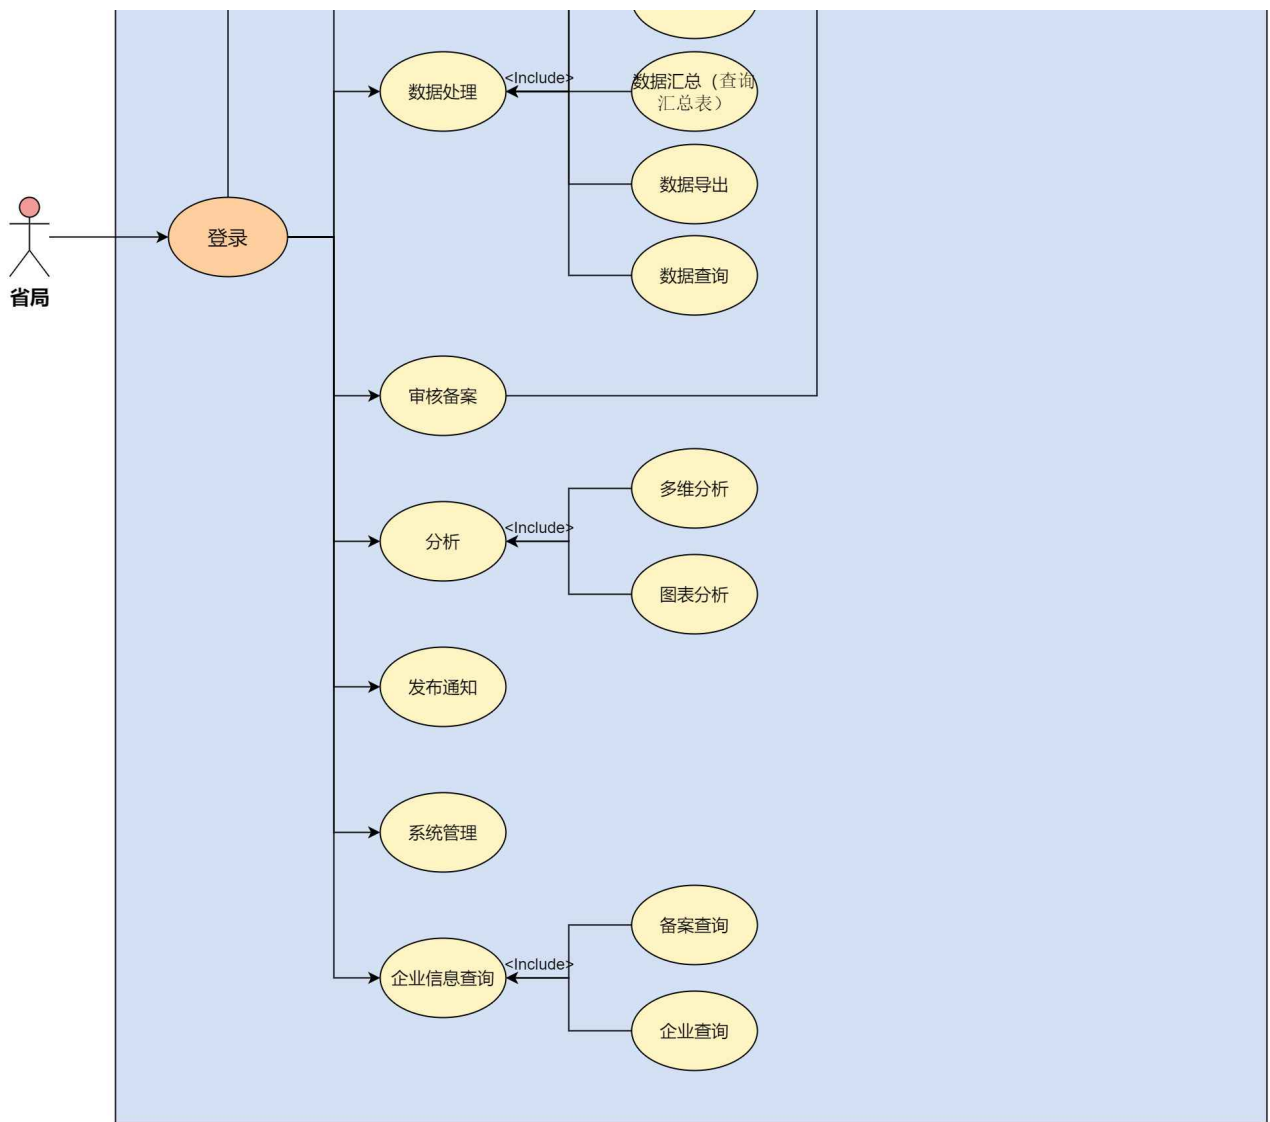 数据处理
<Include>
数据汇总（查询
汇总表）
数据导出
登录
数据查询
省局
审核备案
多维分析
分析
<Include>
图表分析
发布通知
系统管理
备案查询
企业信息查询
<Include>
企业查询